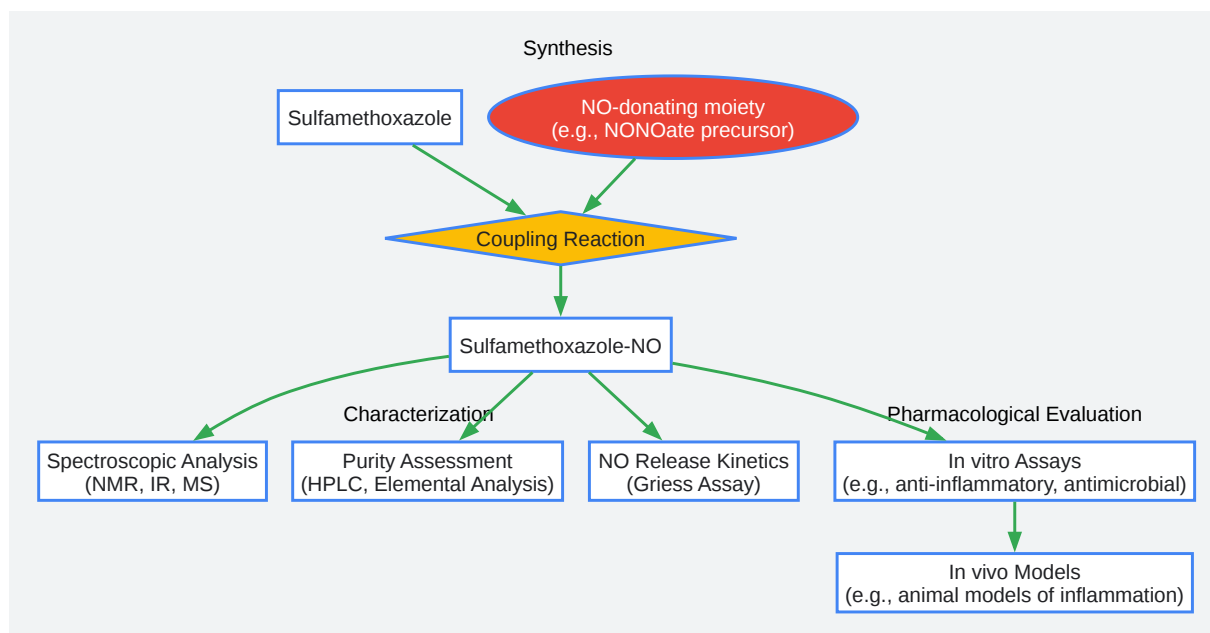 Synthesis
Sulfamethoxazole
NO-donating moiety
(e.g., NONOate precursor)
Coupling Reaction
Sulfamethoxazole-NO
Characterization
Pharmacological Evaluation
Spectroscopic Analysis
(NMR, IR, MS)
Purity Assessment
(HPLC, Elemental Analysis)
NO Release Kinetics
(Griess Assay)
In vitro Assays
(e.g., anti-inflammatory, antimicrobial)
In vivo Models
(e.g., animal models of inflammation)